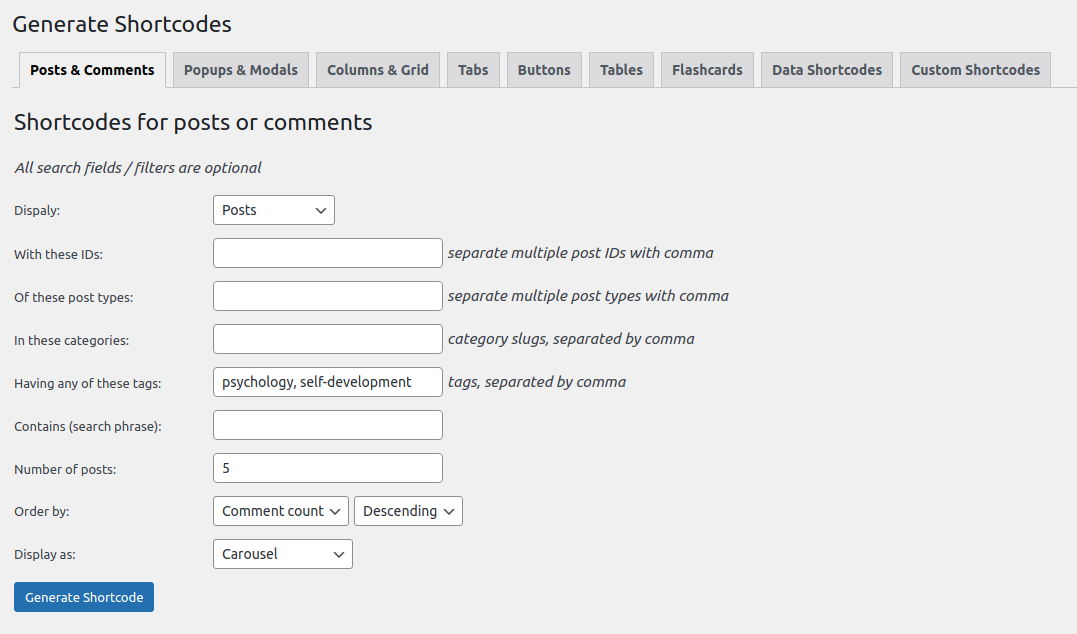 Generate Shortcodes
Posts & Comments Popups & Modals Columns & Grid Tabs Buttons Tables Flashcards Data Shortcodes Custom Shortcodes
Shortcodes for posts or comments
All search fields / filters are optional
Dispaly: Posts
With these IDs: separate multiple post IDs with comma
Of these post types: separate multiple post types with comma
In these categories: category slugs, separated by comma
Having any of these tags: psychology, self-development tags, separated by comma
Contains (search phrase):
Number of posts: 5
Order by: Comment count Descending
Display as: Carousel
Generate Shortcode